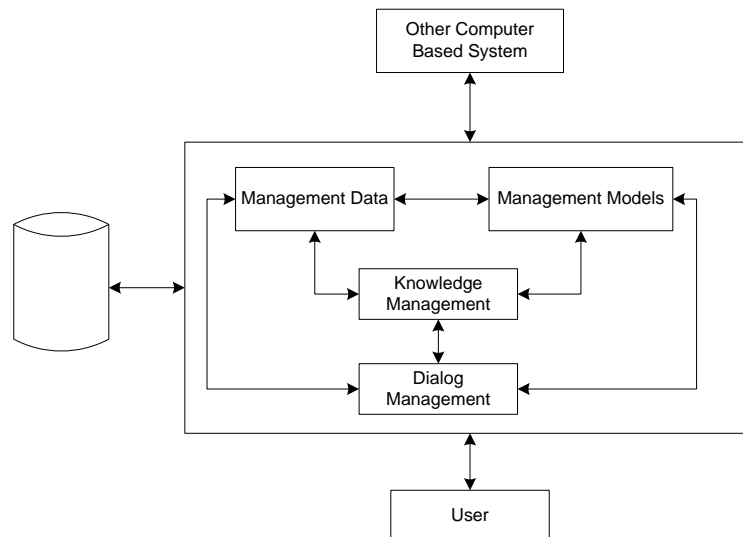 Other Computer
Based System
Management Data
Management Models
Knowledge
Management
Dialog
Management
User